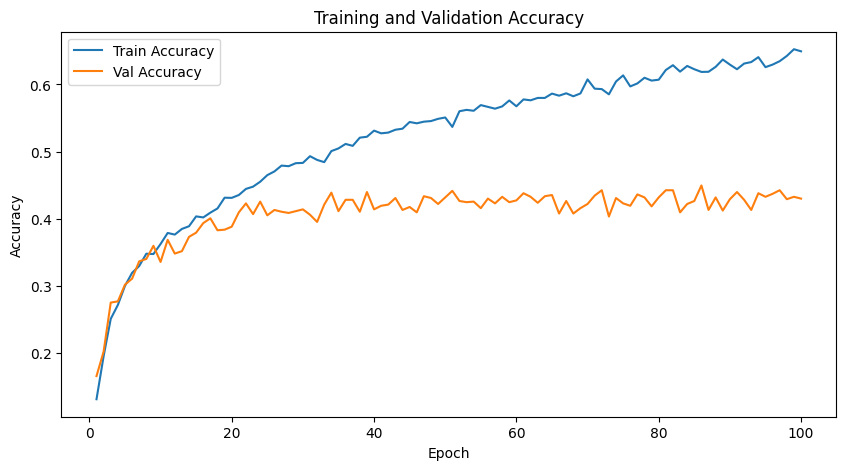 Training and Validation Accuracy
Train Accuracy
Val Accuracy
Accuracy
0.6
0.5
0.4
0.3
0.2
0 20 40 60 80 100
Epoch